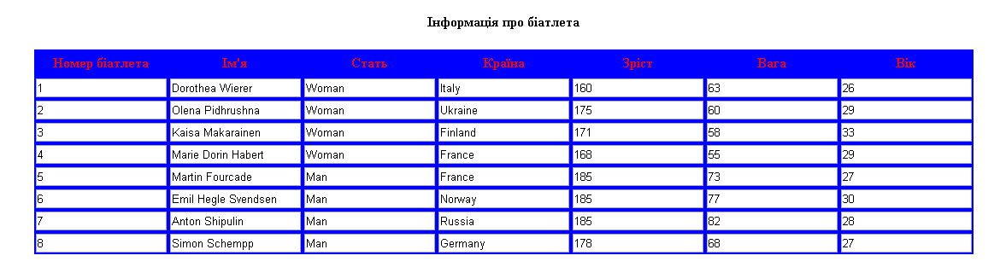 Інформація про біатлета
Номер біатлета Ім'я Стать Країна Зріст Вага Вік
1 Dorothea Wierer Woman Italy 160 63 26
2 Olena Pidhrushna Woman Ukraine 175 60 29
3 Kaisa Makarainen Woman Finland 171 58 33
4 Marie Dorin Habert Woman France 168 55 29
5 Martin Fourcade Man France 185 73 27
6 Emil Hegle Svendsen Man Norway 185 77 30
7 Anton Shipulin Man Russia 185 82 28
8 Simon Schempp Man Germany 178 68 27